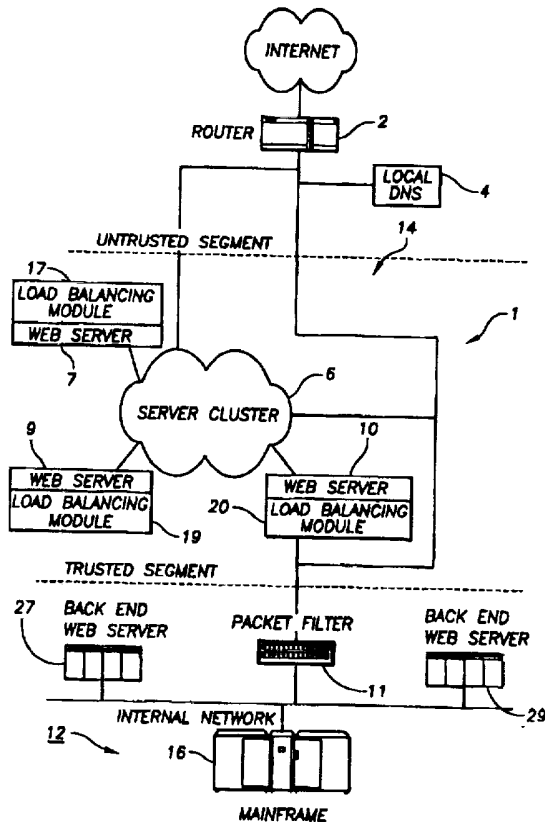 INTERNET
ROUTER
2
LOCAL
DNS
4
UNTRUSTED SEGMENT
14
17
LOAD BALANCING
MODULE
WEB SERVER
7
1
6
SERVER CLUSTER
9
WEB SERVER
LOAD BALANCING
MODULE
19
10
WEB SERVER
LOAD BALANCING
MODULE
20
TRUSTED SEGMENT
27
BACK END
WEB SERVER
PACKET FILTER
11
BACK END
WEB SERVER
29
INTERNAL NETWORK
12
16
MAINFRAME